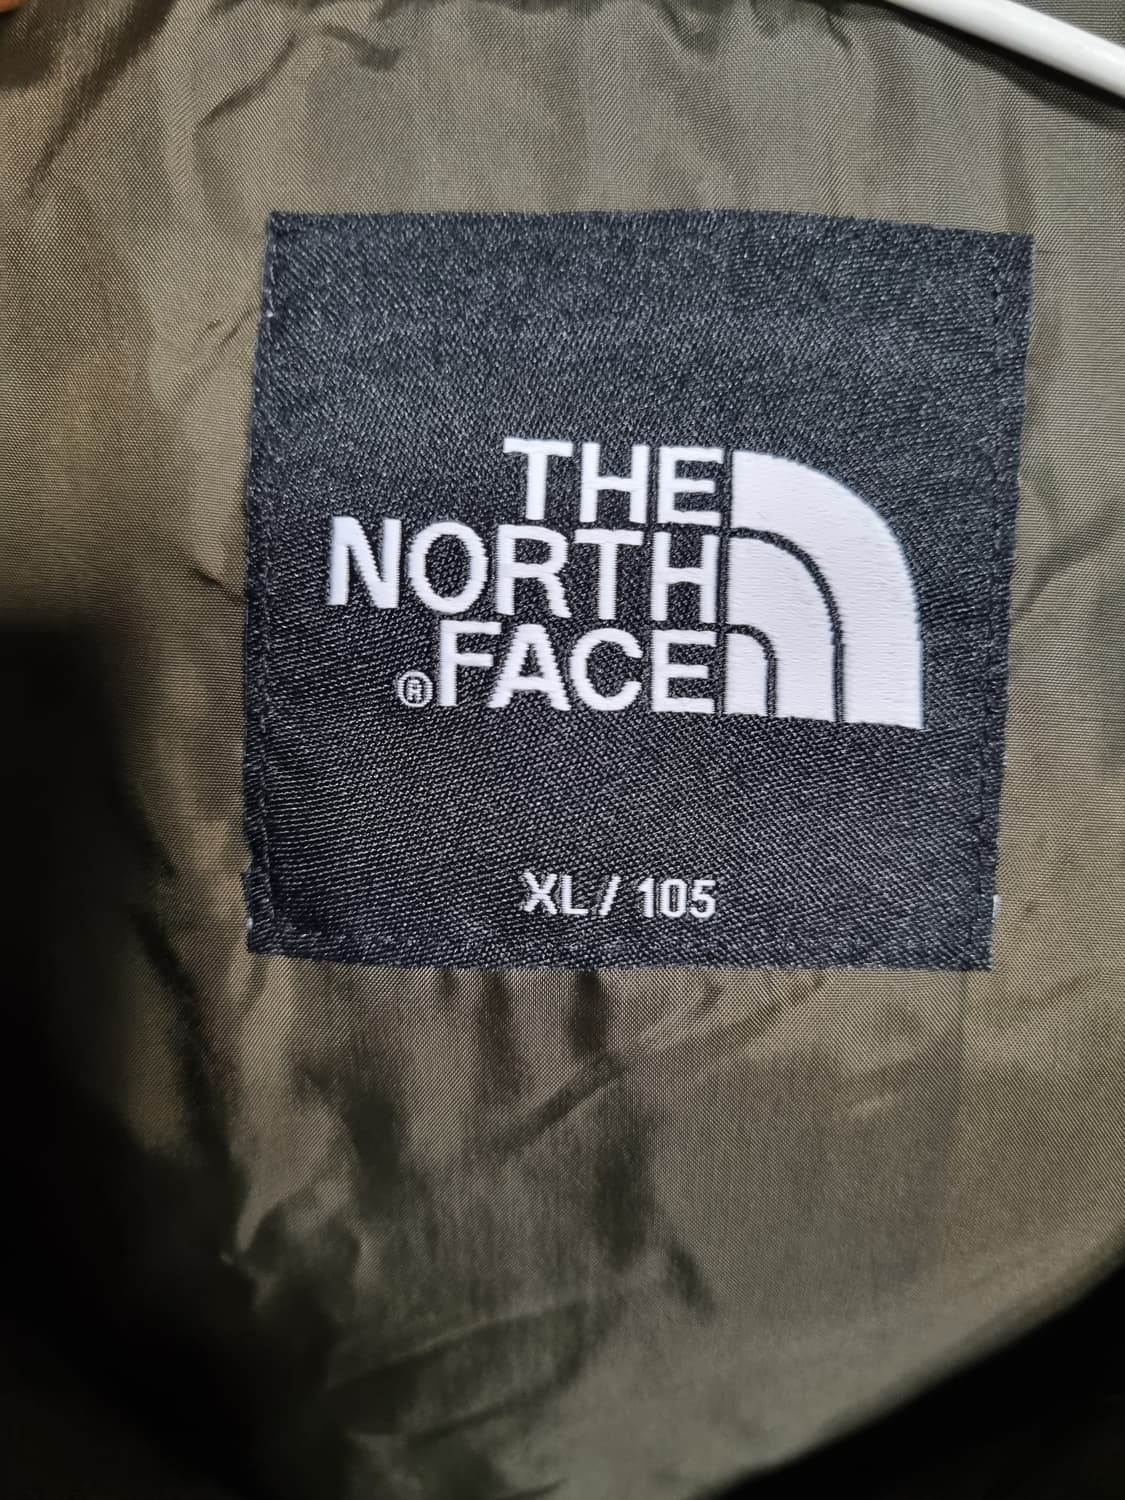 THE
NORTH
®FACE
XL / 105